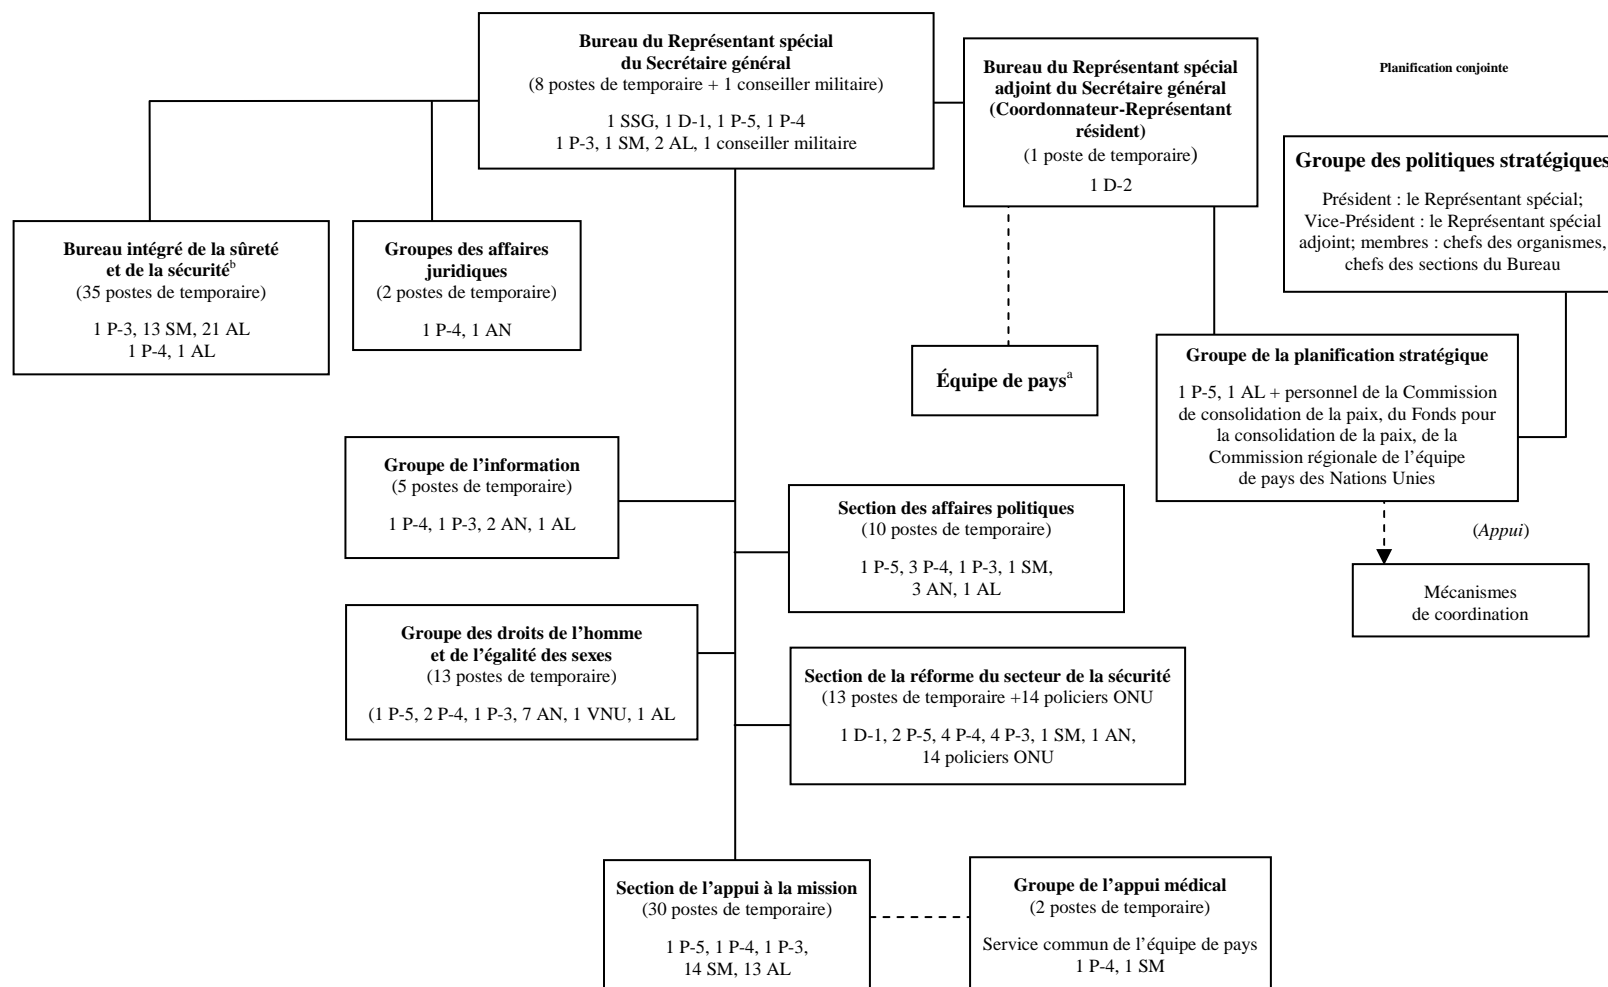 Bureau du Représentant spécial
du Secrétaire général
(8 postes de temporaire + 1 conseiller militaire)
1 SSG, 1 D-1, 1 P-5, 1 P-4
1 P-3, 1 SM, 2 AL, 1 conseiller militaire
Bureau du Représentant spécial
adjoint du Secrétaire général
(Coordonnateur-Représentant
résident)
(1 poste de temporaire)
1 D-2
Planification conjointe
Groupe des politiques stratégiques
Président : le Représentant spécial;
Vice-Président : le Représentant spécial
adjoint; membres : chefs des organismes,
chefs des sections du Bureau
Bureau intégré de la sûreté
et de la sécuritéᵇ
(35 postes de temporaire)
1 P-3, 13 SM, 21 AL
1 P-4, 1 AL
Groupes des affaires
juridiques
(2 postes de temporaire)
1 P-4, 1 AN
Équipe de paysᵃ
Groupe de la planification stratégique
1 P-5, 1 AL + personnel de la Commission
de consolidation de la paix, du Fonds pour
la consolidation de la paix, de la
Commission régionale de l’équipe
de pays des Nations Unies
Groupe de l’information
(5 postes de temporaire)
1 P-4, 1 P-3, 2 AN, 1 AL
Section des affaires politiques
(10 postes de temporaire)
1 P-5, 3 P-4, 1 P-3, 1 SM,
3 AN, 1 AL
(Appui)
Mécanismes
de coordination
Groupe des droits de l’homme
et de l’égalité des sexes
(13 postes de temporaire)
(1 P-5, 2 P-4, 1 P-3, 7 AN, 1 VNU, 1 AL
Section de la réforme du secteur de la sécurité
(13 postes de temporaire +14 policiers ONU
1 D-1, 2 P-5, 4 P-4, 4 P-3, 1 SM, 1 AN,
14 policiers ONU
Section de l’appui à la mission
(30 postes de temporaire)
1 P-5, 1 P-4, 1 P-3,
14 SM, 13 AL
Groupe de l’appui médical
(2 postes de temporaire)
Service commun de l’équipe de pays
1 P-4, 1 SM